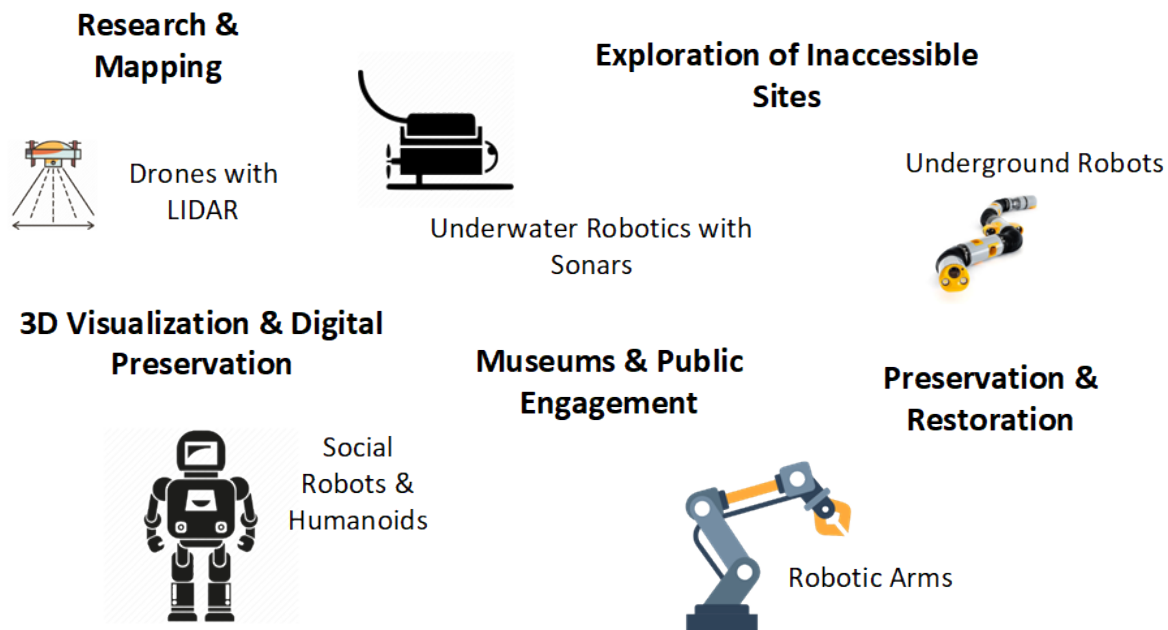 Research &
Mapping
Exploration of Inaccessible
Sites
Drones with
LIDAR
Underwater Robotics with
Sonars
Underground Robots
3D Visualization & Digital
Preservation
Museums & Public
Engagement
Preservation &
Restoration
Social
Robots &
Humanoids
Robotic Arms